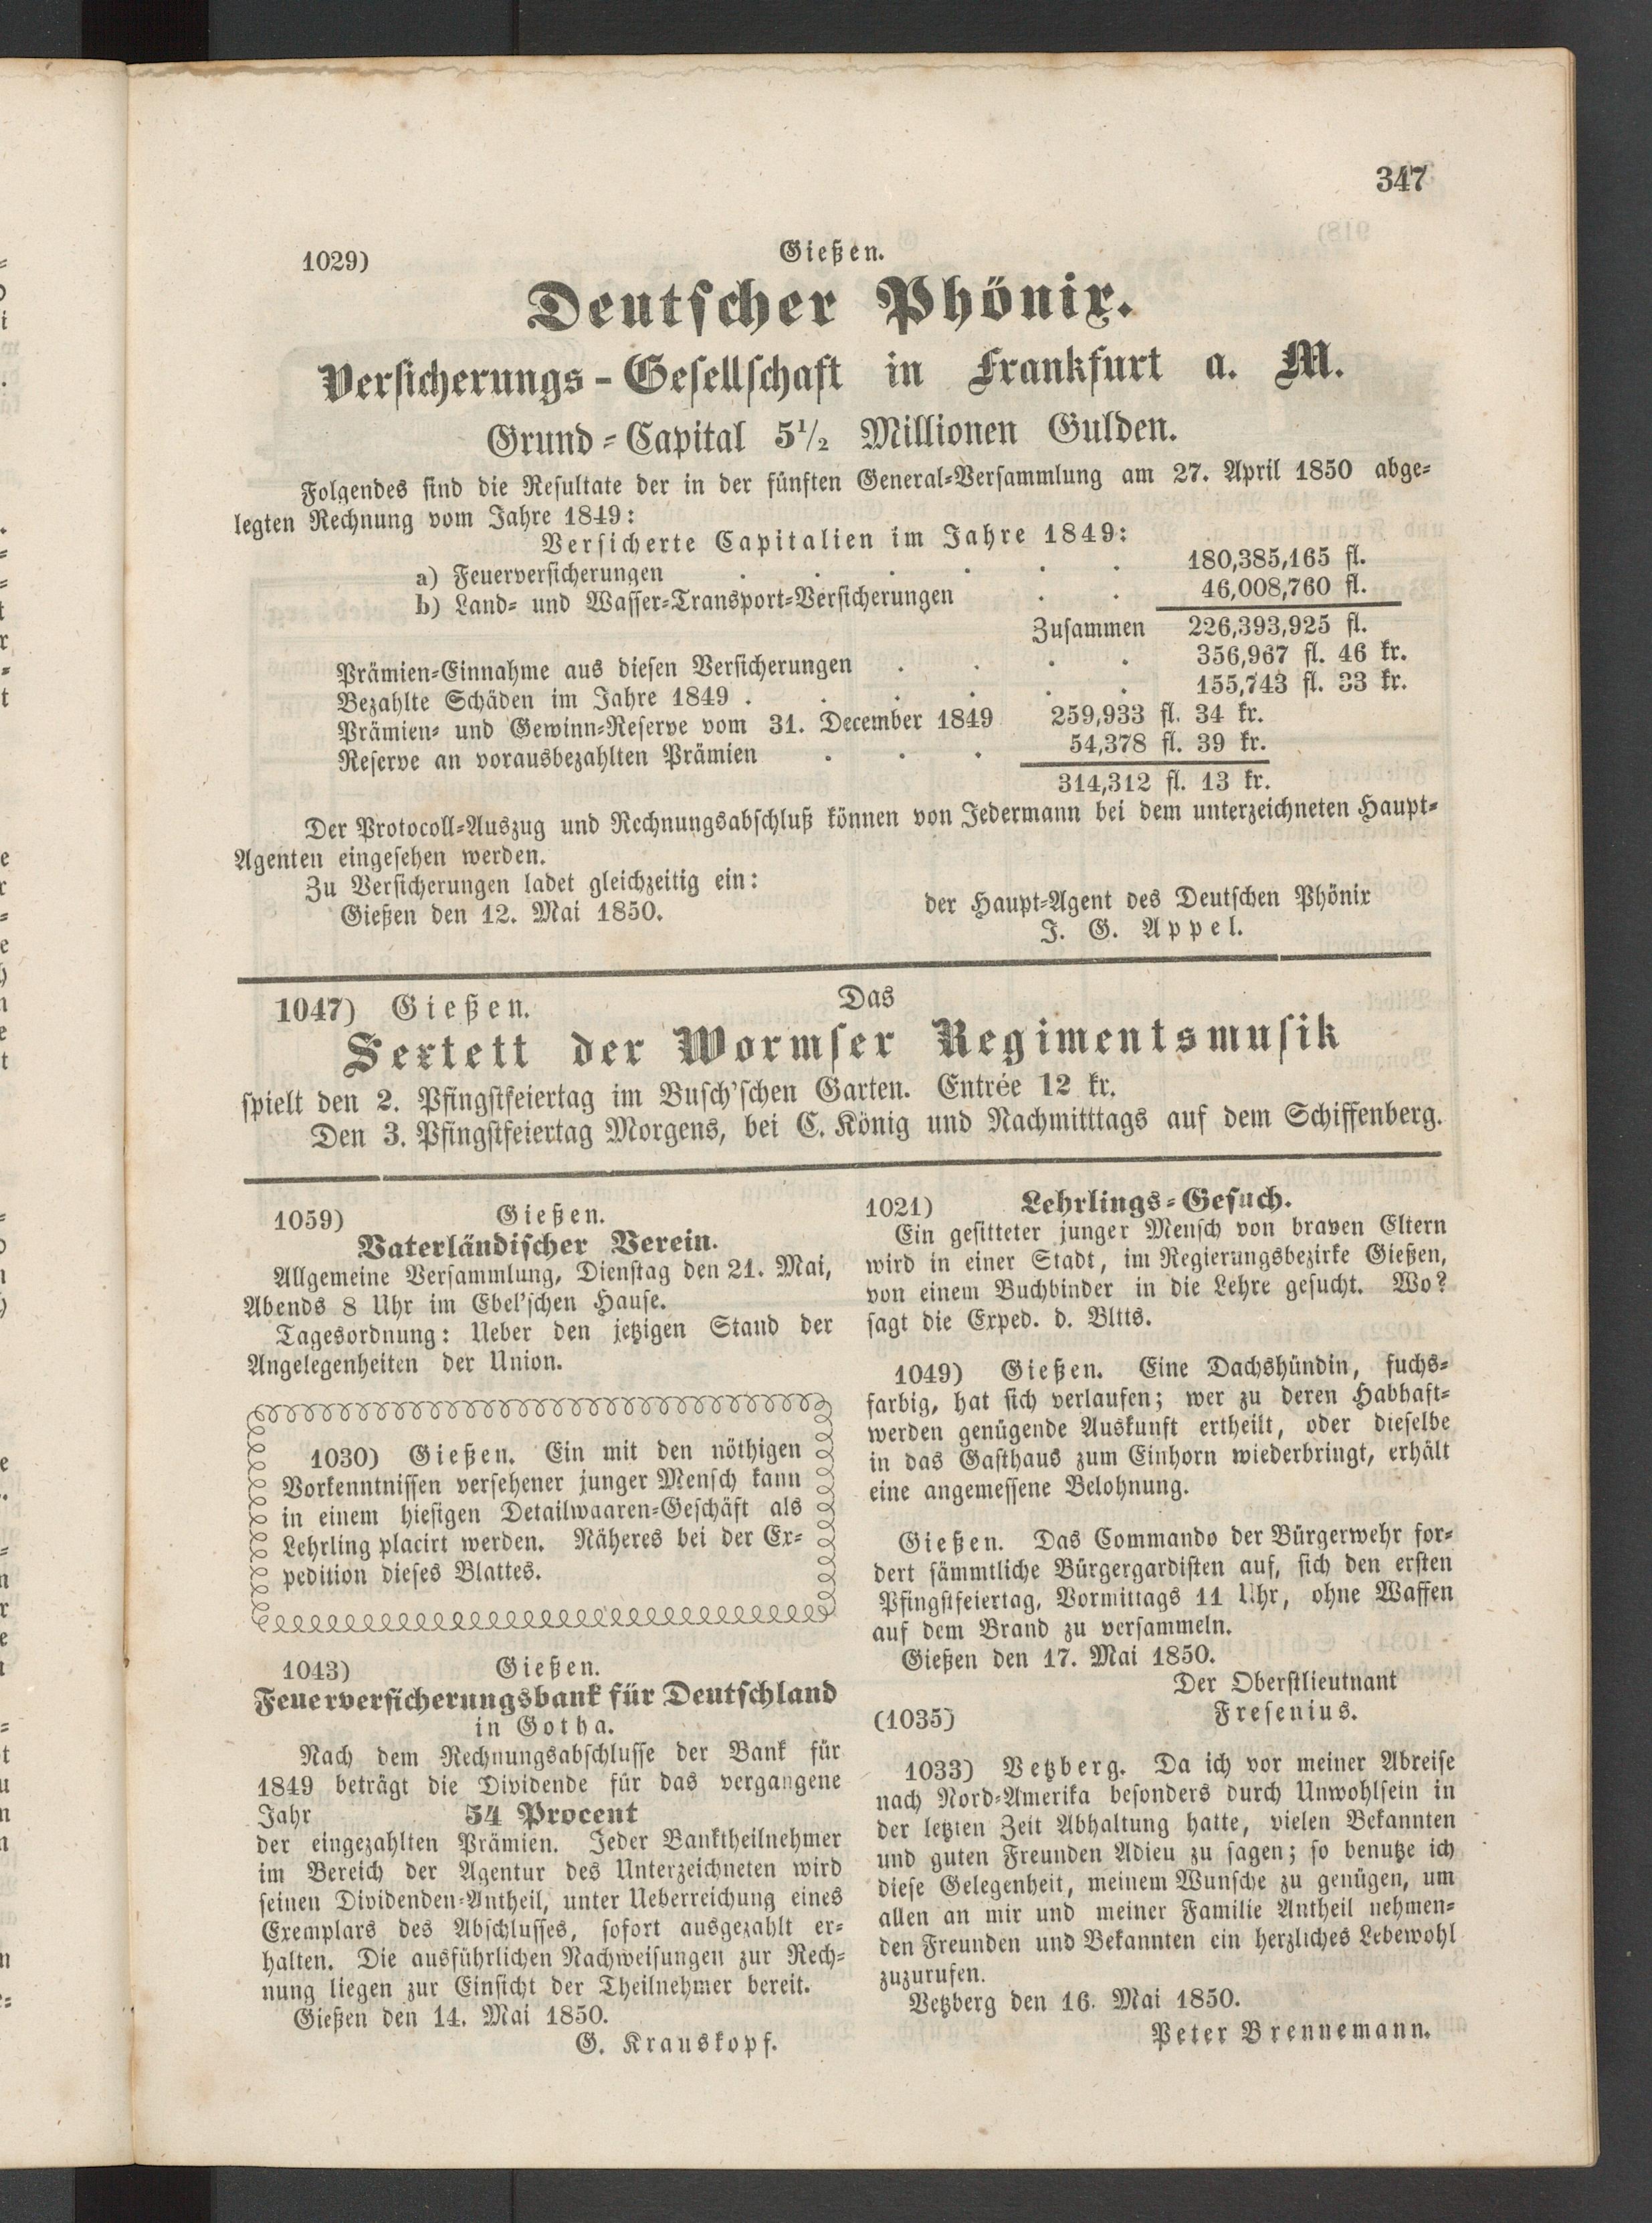 347
1029) Gießen.
Deutscher Phönix.
Versicherungs-Gesellschaft in Frankfurt a. M.
Grund-Capital 5½ Millionen Gulden.
Folgendes sind die Resultate der in der fünften General-Versammlung am 27. April 1850 abge-
legten Rechnung vom Jahre 1849:
Versicherte Capitalien im Jahre 1849:
a) Feuerversicherungen . . . . . . 180,385,165 fl.
b) Land- und Wasser-Transport-Versicherungen . . 46,008,760 fl.
Zusammen 226,393,925 fl.
Prämien-Einnahme aus diesen Versicherungen . . . . 356,967 fl. 46 kr.
Bezahlte Schäden im Jahre 1849 . . . . . . 155,743 fl. 33 kr.
Prämien- und Gewinn-Reserve vom 31. December 1849 259,933 fl. 34 kr.
Reserve an vorausbezahlten Prämien . . . 54,378 fl. 39 kr.
314,312 fl. 13 kr.
Der Protocoll-Auszug und Rechnungsabschluß können von Jedermann bei dem unterzeichneten Haupt-
Agenten eingesehen werden.
Zu Versicherungen ladet gleichzeitig ein:
Gießen den 12. Mai 1850.
der Haupt-Agent des Deutschen Phönix
J. G. Appel.
1047) Gießen. Das
Sextett der Wormser Regimentsmusik
spielt den 2. Pfingstfeiertag im Busch'schen Garten. Entrée 12 kr.
Den 3. Pfingstfeiertag Morgens, bei C. König und Nachmitttags auf dem Schiffenberg.
1059) Gießen.
Vaterländischer Verein.
Allgemeine Versammlung, Dienstag den 21. Mai,
Abends 8 Uhr im Ebel'schen Hause.
Tagesordnung: Ueber den jetzigen Stand der
Angelegenheiten der Union.
1030) Gießen. Ein mit den nöthigen
Vorkenntnissen versehener junger Mensch kann
in einem hiesigen Detailwaaren-Geschäft als
Lehrling placirt werden. Näheres bei der Ex-
pedition dieses Blattes.
1043) Gießen.
Feuerversicherungsbank für Deutschland
in Gotha.
Nach dem Rechnungsabschlusse der Bank für
1849 beträgt die Dividende für das vergangene
Jahr 54 Procent
der eingezahlten Prämien. Jeder Banktheilnehmer
im Bereich der Agentur des Unterzeichneten wird
seinen Dividenden-Antheil, unter Ueberreichung eines
Exemplars des Abschlusses, sofort ausgezahlt er-
halten. Die ausführlichen Nachweisungen zur Rech-
nung liegen zur Einsicht der Theilnehmer bereit.
Gießen den 14. Mai 1850.
G. Krauskopf.
1021) Lehrlings-Gesuch.
Ein gesitteter junger Mensch von braven Eltern
wird in einer Stadt, im Regierungsbezirke Gießen,
von einem Buchbinder in die Lehre gesucht. Wo?
sagt die Exped. d. Bltts.
1049) Gießen. Eine Dachshündin, fuchs-
farbig, hat sich verlaufen; wer zu deren Habhaft-
werden genügende Auskunft ertheilt, oder dieselbe
in das Gasthaus zum Einhorn wiederbringt, erhält
eine angemessene Belohnung.
Gießen. Das Commando der Bürgerwehr for-
dert sämmtliche Bürgergardisten auf, sich den ersten
Pfingstfeiertag, Vormittags 11 Uhr, ohne Waffen
auf dem Brand zu versammeln.
Gießen den 17. Mai 1850.
Der Oberstlieutnant
(1035) Fresenius.
1033) Vetzberg. Da ich vor meiner Abreise
nach Nord-Amerika besonders durch Unwohlsein in
der letzten Zeit Abhaltung hatte, vielen Bekannten
und guten Freunden Adieu zu sagen; so benutze ich
diese Gelegenheit, meinem Wunsche zu genügen, um
allen an mir und meiner Familie Antheil nehmen-
den Freunden und Bekannten ein herzliches Lebewohl
zuzurufen.
Vetzberg den 16. Mai 1850.
Peter Brennemann.